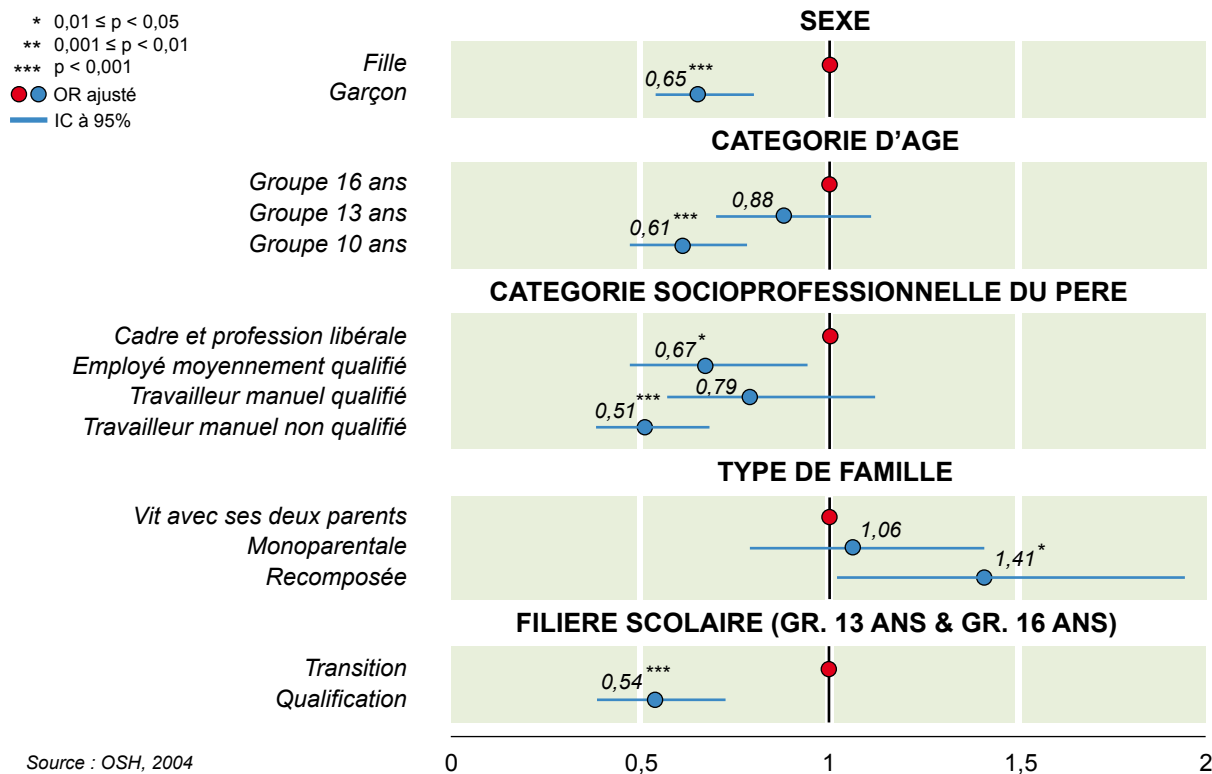 * 0,01 ≤ p < 0,05
** 0,001 ≤ p < 0,01
*** p < 0,001
OR ajusté
IC à 95%
SEXE
Fille
Garçon
0,65***
CATEGORIE D’AGE
Groupe 16 ans
Groupe 13 ans
0,88
Groupe 10 ans
0,61***
CATEGORIE SOCIOPROFESSIONNELLE DU PERE
Cadre et profession libérale
Employé moyennement qualifié
0,67*
Travailleur manuel qualifié
0,79
Travailleur manuel non qualifié
0,51***
TYPE DE FAMILLE
Vit avec ses deux parents
Monoparentale
1,06
Recomposée
1,41*
FILIERE SCOLAIRE (GR. 13 ANS & GR. 16 ANS)
Transition
Qualification
0,54***
0 0,5 1 1,5 2
Source : OSH, 2004